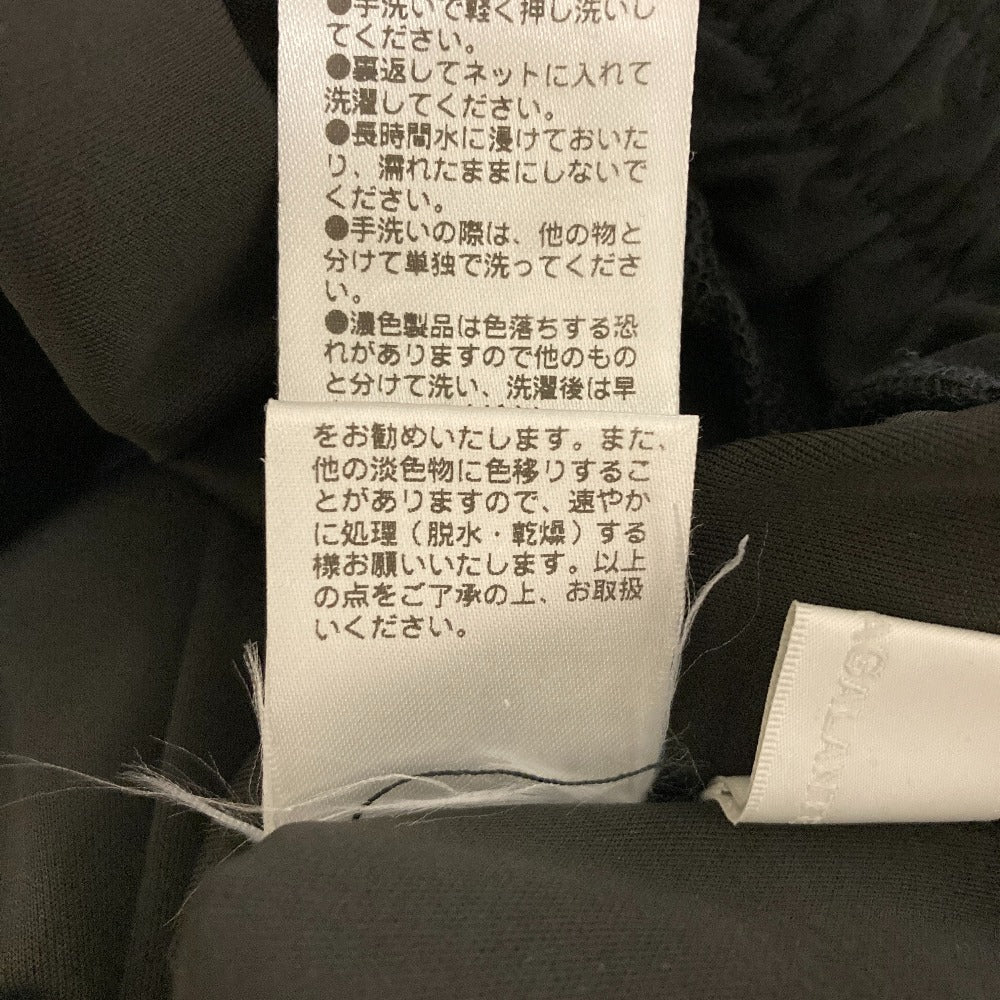 ●手洗いで軽く押し洗いし
てください。
●裏返してネットに入れて
洗濯してください。
●長時間水に浸けておいた
り、濡れたままにしないで
ください。
●手洗いの際は、他の物と
分けて単独で洗ってくださ
い。
●濃色製品は色落ちする恐
れがありますので他のもの
と分けて洗い、洗濯後は早
をお勧めいたします。また、
他の淡色物に色移りするこ
とがありますので、速やか
に処理（脱水・乾燥）する
様お願いいたします。以上
の点をご了承の上、お取扱
いください。